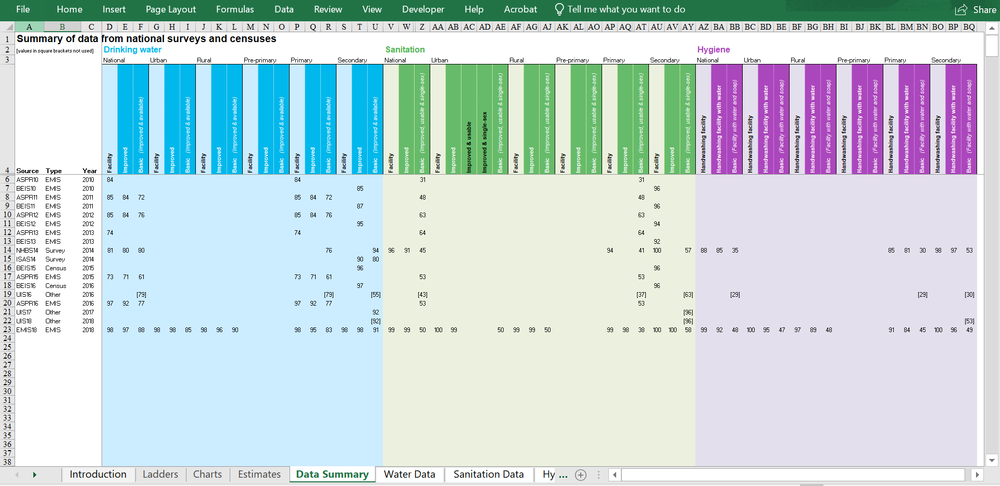 File Home Insert Page Layout Formulas Data Review View Developer Help Acrobat Tell me what you want to do Share
A B C D E F G H I J K L M N O P Q R S T U V W Z AA AB AC AD AE AF AG AJ AK AL AO AP AQ AT AU AV AY AZ BA BB BC BD BE BF BG BH BI BJ BK BL BM BN BO BP BQ
1 Summary of data from national surveys and censuses
2 [values in square brackets not used] Drinking water Sanitation Hygiene
3 National Urban Rural Pre-primary Primary Secondary National Urban Rural Pre-primary Primary Secondary National Urban Rural Pre-primary Primary Secondary
4 Source Type Year Facility Improved Basic (Improved & available) Facility Improved Basic (Improved & available) Facility Improved Basic (Improved & available) Facility Improved Basic (Improved & available) Facility Improved Basic (Improved & available) Facility Improved Basic (Improved & available) Facility Improved Basic (Improved, usable & single-sex) Facility Improved Improved & usable Improved & single-sex Basic (Improved, usable & single-sex) Facility Improved Basic (Improved, usable & single-sex) Facility Improved Basic (Improved, usable & single-sex) Facility Improved Basic (Improved, usable & single-sex) Facility Improved Basic (Improved, usable & single-sex) Handwashing facility Handwashing facility with water Basic (Facility with water and soap) Handwashing facility Handwashing facility with water Basic (Facility with water and soap) Handwashing facility Handwashing facility with water Basic (Facility with water and soap) Handwashing facility Handwashing facility with water Basic (Facility with water and soap) Handwashing facility Handwashing facility with water Basic (Facility with water and soap) Handwashing facility Handwashing facility with water Basic (Facility with water and soap)
6 ASPR10 EMIS 2010 84 84 31 31
7 BEIS10 EMIS 2010 85 96
8 ASPR11 EMIS 2011 85 84 72 85 84 72 48 48
9 BEIS11 EMIS 2011 87 96
10 ASPR12 EMIS 2012 85 84 76 85 84 76 63 63
11 BEIS12 EMIS 2012 95 94
12 ASPR13 EMIS 2013 74 74 64 64
13 BEIS13 EMIS 2013 92
14 NHBS14 Survey 2014 81 80 80 76 94 96 91 45 94 41 100 57 88 85 35 85 81 30 98 97 53
15 ISAS14 Survey 2014 90 80
16 BEIS15 Census 2015 96 96
17 ASPR15 EMIS 2015 73 71 61 73 71 61 53 53
18 BEIS16 Census 2016 97 96
19 UIS16 Other 2016 [79] [79] [55] [43] [37] [63] [29] [29] [30]
20 ASPR16 EMIS 2016 97 92 77 97 92 77 53 53
21 UIS17 Other 2017 92 [96]
22 UIS18 Other 2018 [92] [96] [53]
23 EMIS18 EMIS 2018 98 97 88 98 98 85 98 96 90 98 95 83 98 98 91 99 99 50 100 99 50 99 99 50 99 98 38 100 100 58 99 92 48 100 95 47 97 89 48 91 84 45 100 96 49
24
25
26
27
28
29
30
31
32
33
34
35
36
37
38
Introduction Ladders Charts Estimates Data Summary Water Data Sanitation Data Hy ...